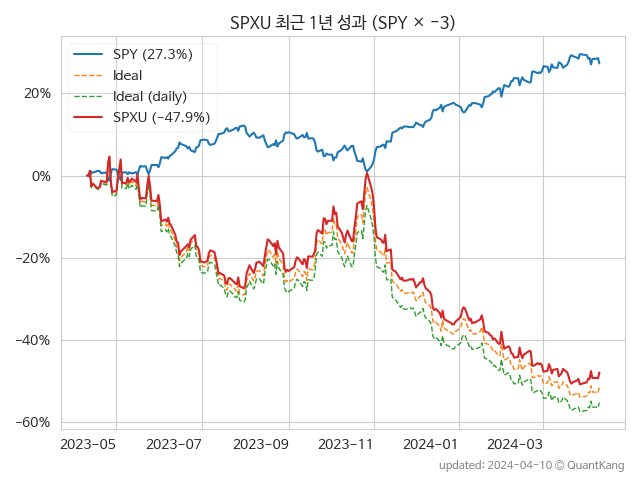 SPXU 최근 1년 성과 (SPY × −3)
SPY (27.3%)
Ideal
Ideal (daily)
SPXU (−47.9%)
20%
0%
−20%
−40%
−60%
2023-05
2023-07
2023-09
2023-11
2024-01
2024-03
updated: 2024-04-10 © QuantKang